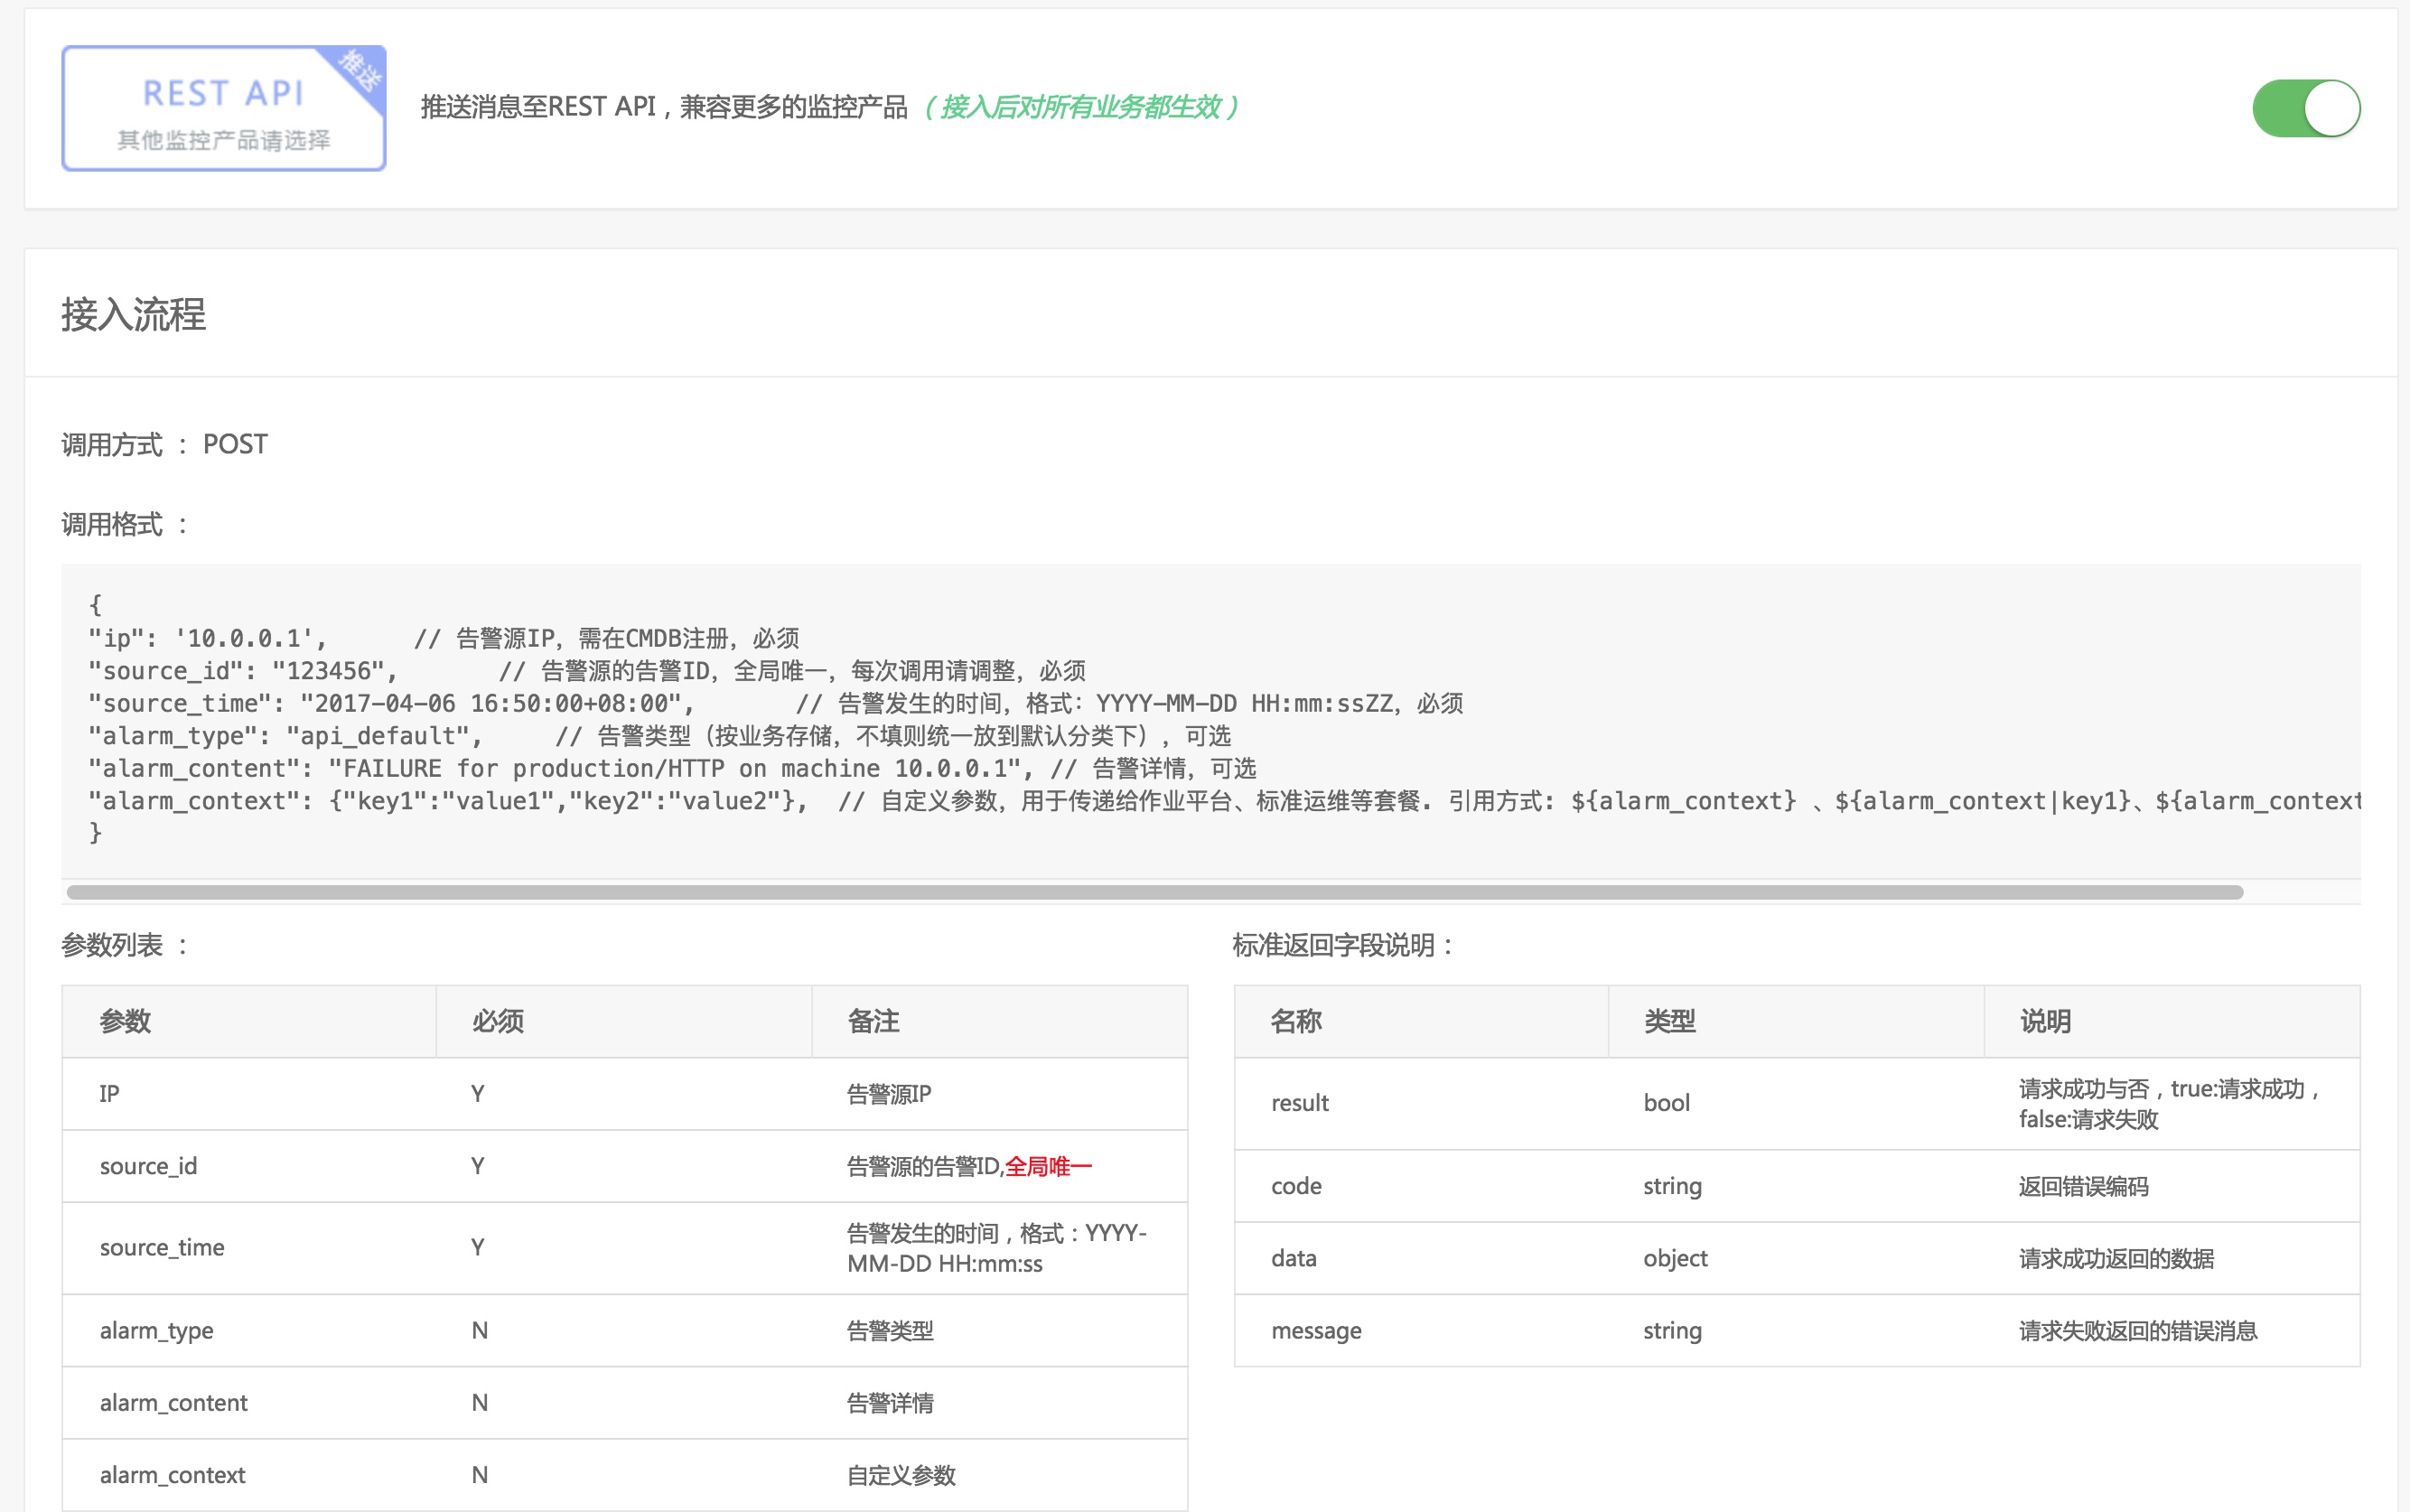 REST API
推送
其他监控产品请选择
推送消息至REST API，兼容更多的监控产品 （接入后对所有业务都生效）
接入流程
调用方式 ： POST
调用格式 ：
{
"ip": '10.0.0.1',      // 告警源IP，需在CMDB注册，必须
"source_id": "123456",       // 告警源的告警ID，全局唯一，每次调用请调整，必须
"source_time": "2017-04-06 16:50:00+08:00",       // 告警发生的时间，格式：YYYY-MM-DD HH:mm:ssZZ，必须
"alarm_type": "api_default",     // 告警类型（按业务存储，不填则统一放到默认分类下），可选
"alarm_content": "FAILURE for production/HTTP on machine 10.0.0.1", // 告警详情，可选
"alarm_context": {"key1":"value1","key2":"value2"},  // 自定义参数，用于传递给作业平台、标准运维等套餐. 引用方式: ${alarm_context} 、${alarm_context|key1}、${alarm_context
}
参数列表 ：
参数 必须 备注
IP Y 告警源IP
source_id Y 告警源的告警ID,全局唯一
source_time Y 告警发生的时间，格式：YYYY-
MM-DD HH:mm:ss
alarm_type N 告警类型
alarm_content N 告警详情
alarm_context N 自定义参数
标准返回字段说明：
名称 类型 说明
result bool 请求成功与否，true:请求成功，
false:请求失败
code string 返回错误编码
data object 请求成功返回的数据
message string 请求失败返回的错误消息